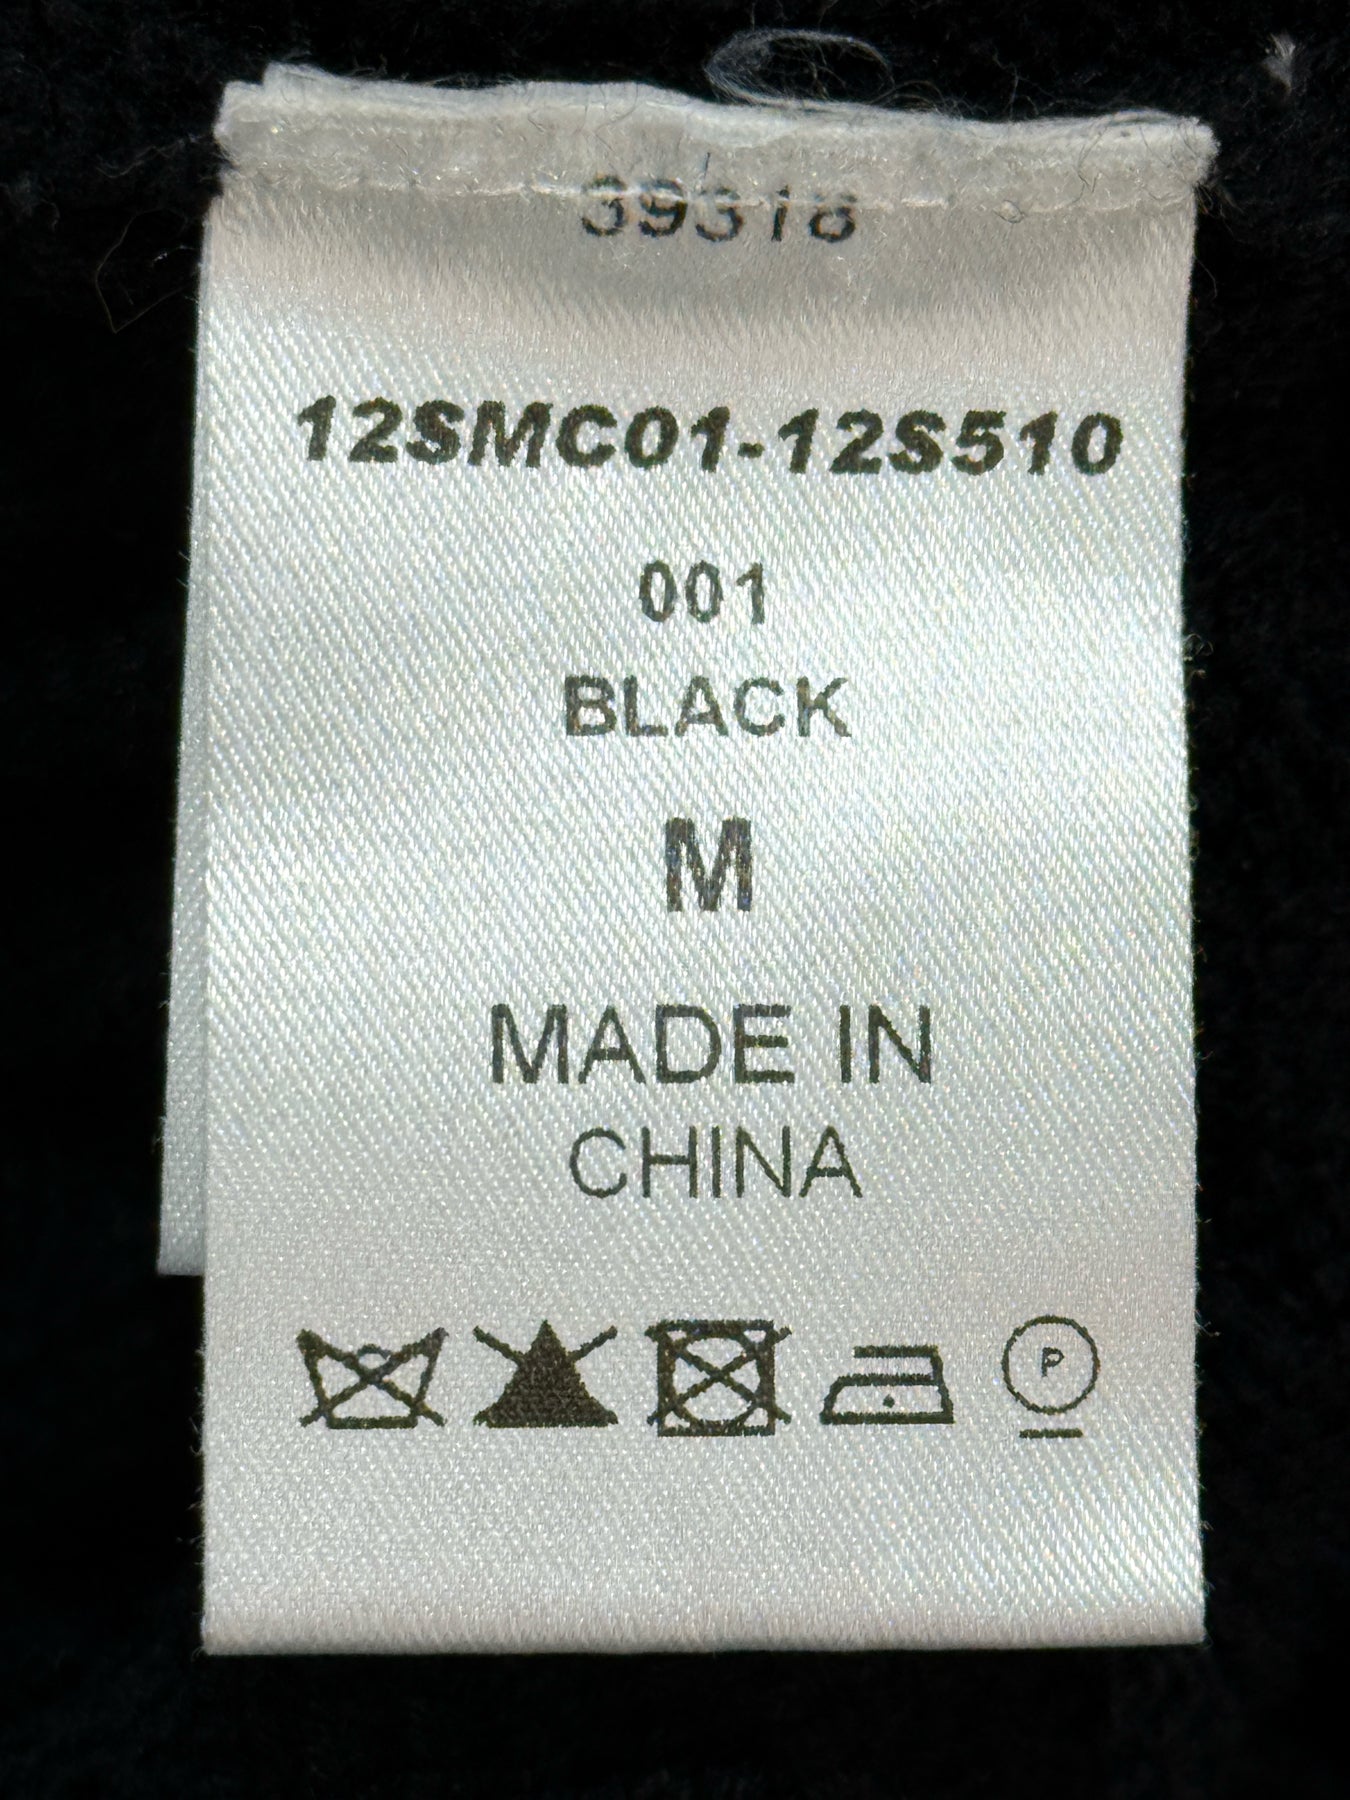 39318
12SMC01-12S510
001
BLACK
M
MADE IN
CHINA
P